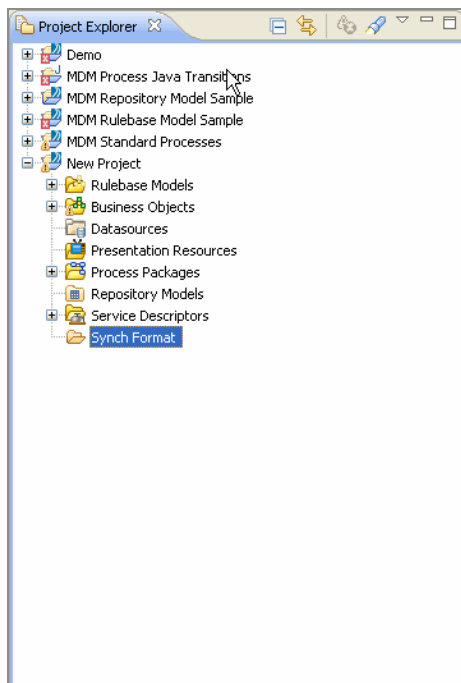 Project Explorer
Demo
MDM Process Java Transitions
MDM Repository Model Sample
MDM Rulebase Model Sample
MDM Standard Processes
New Project
Rulebase Models
Business Objects
Datasources
Presentation Resources
Process Packages
Repository Models
Service Descriptors
Synch Format